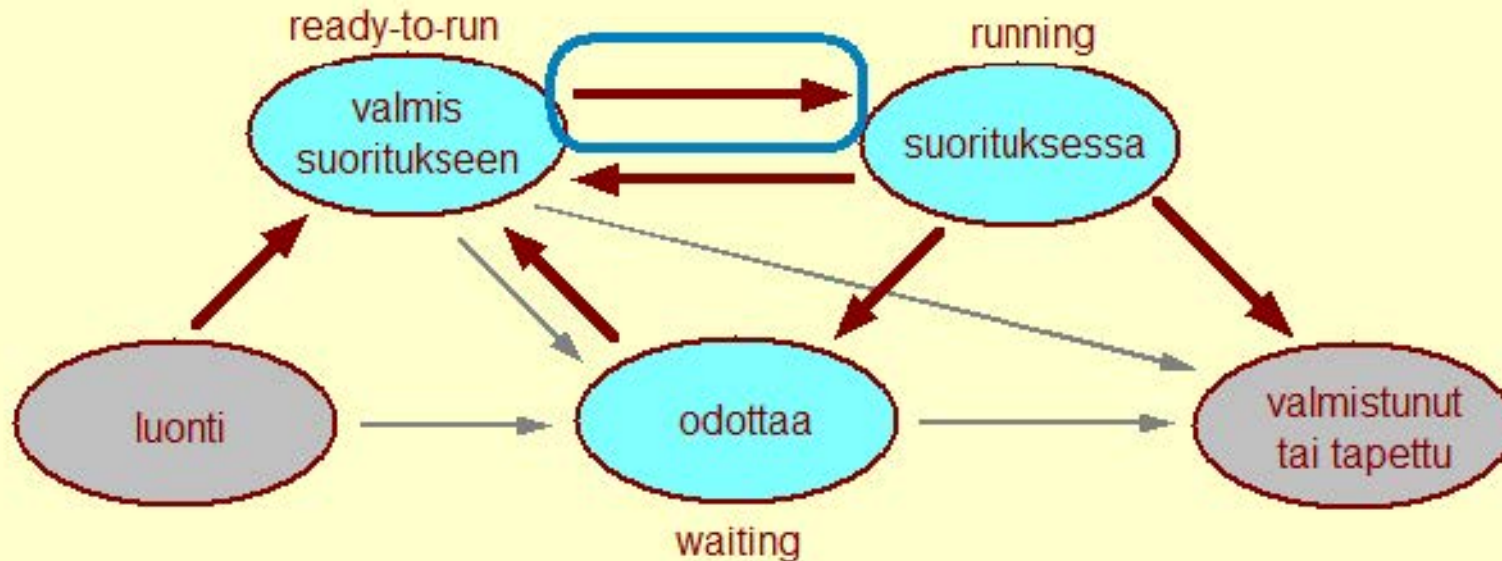 ready-to-run
running
valmis
suoritukseen
suorituksessa
luonti
odottaa
valmistunut
tai tapettu
waiting